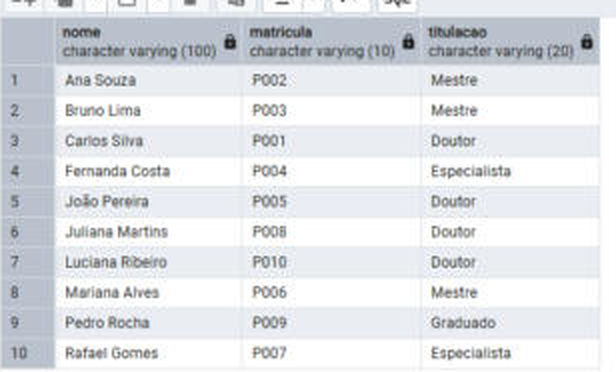 nome matricula titulacao
character varying (100) character varying (10) character varying (20)
1 Ana Souza P002 Mestre
2 Bruno Lima P003 Mestre
3 Carlos Silva P001 Doutor
4 Fernanda Costa P004 Especialista
5 João Pereira P005 Doutor
6 Juliana Martins P008 Doutor
7 Luciana Ribeiro P010 Doutor
8 Mariana Alves P006 Mestre
9 Pedro Rocha P009 Graduado
10 Rafael Gomes P007 Especialista